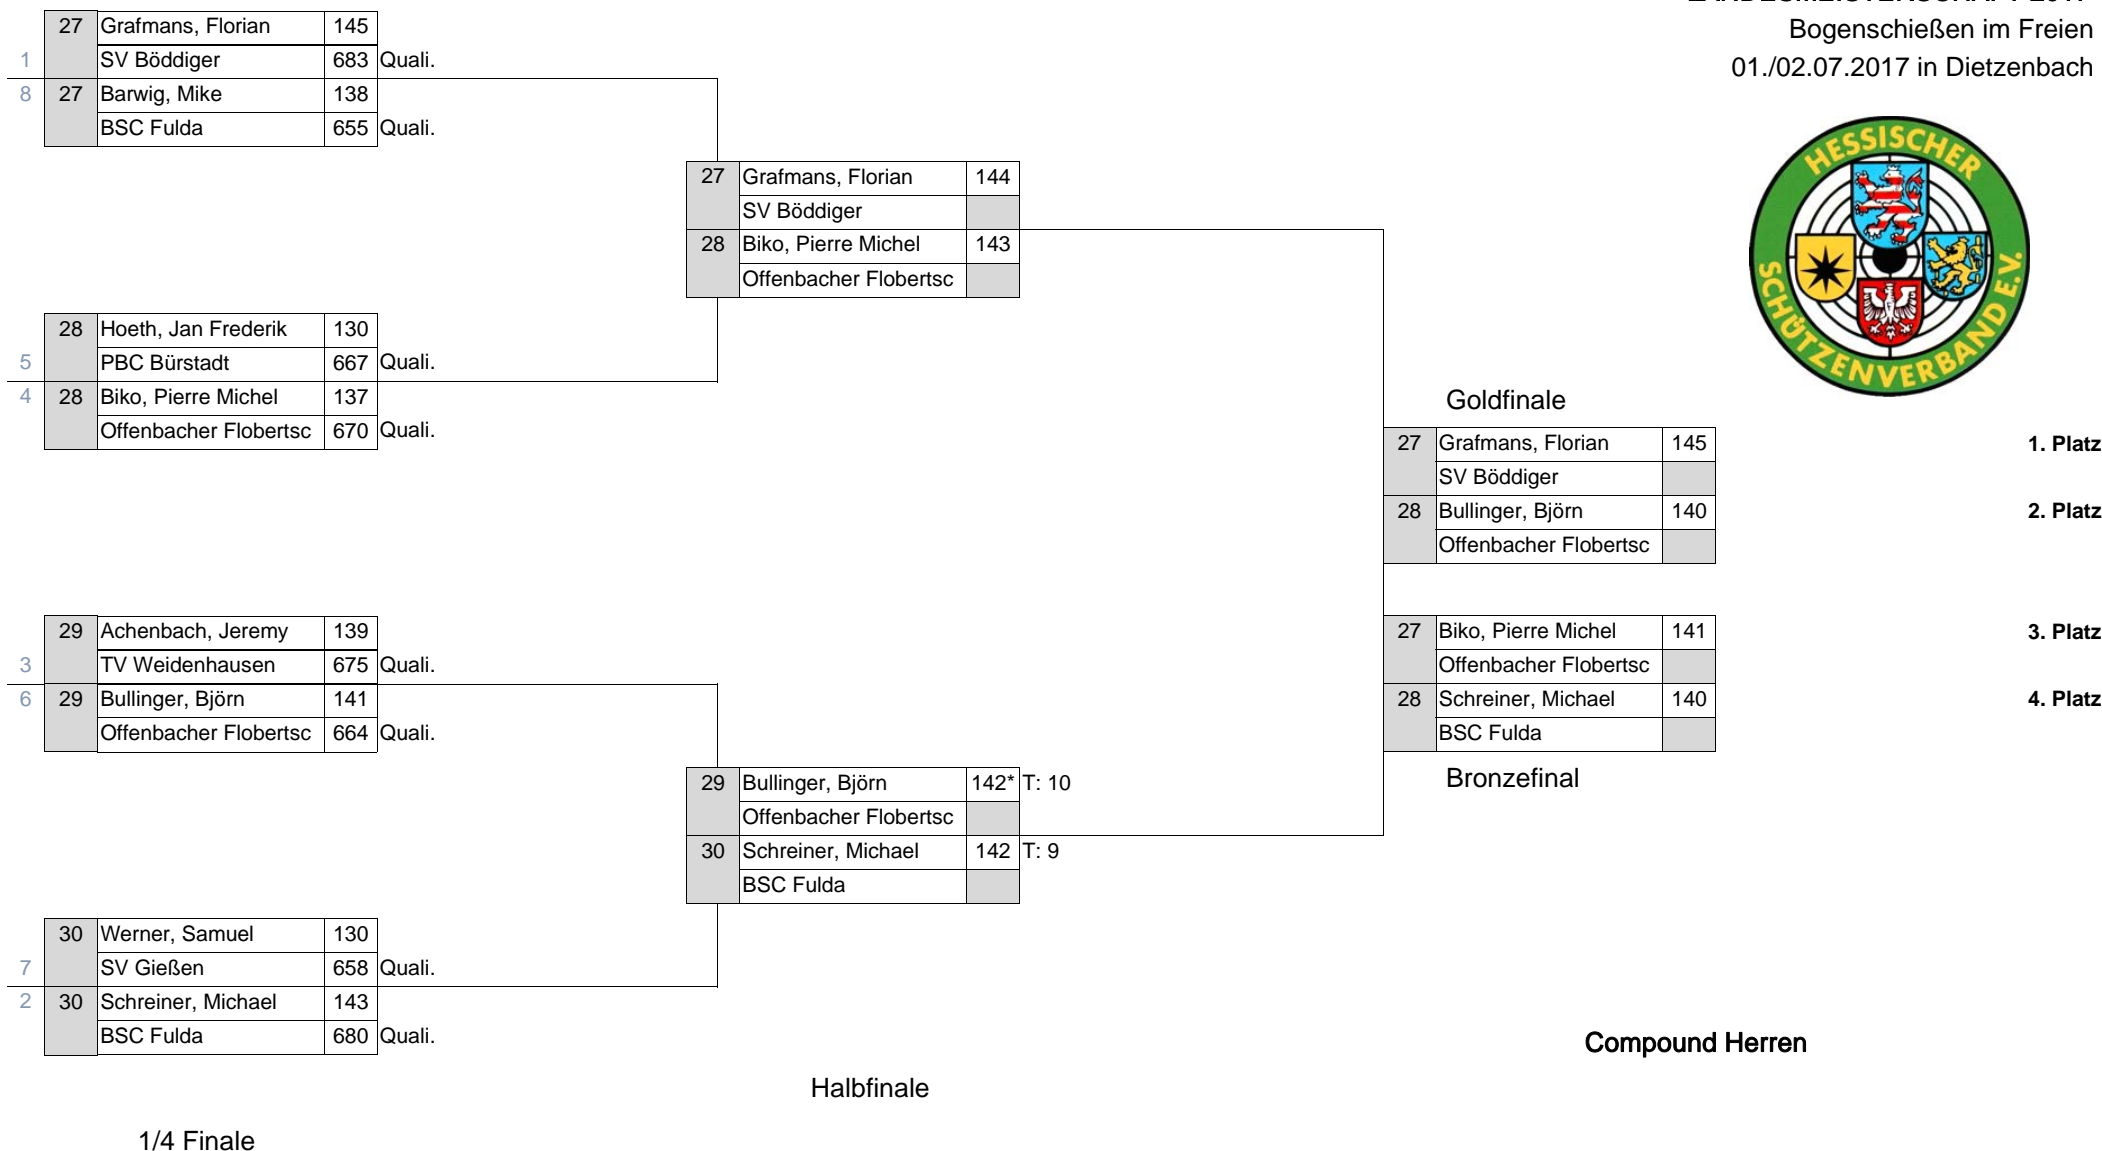 Bogenschießen im Freien
01./02.07.2017 in Dietzenbach
HESSISCHER
SCHÜTZENVERBAND E.V.
27 Grafmans, Florian 145
1 SV Böddiger 683 Quali.
8 27 Barwig, Mike 138
BSC Fulda 655 Quali.
28 Hoeth, Jan Frederik 130
5 PBC Bürstadt 667 Quali.
4 28 Biko, Pierre Michel 137
Offenbacher Flobertsc 670 Quali.
29 Achenbach, Jeremy 139
3 TV Weidenhausen 675 Quali.
6 29 Bullinger, Björn 141
Offenbacher Flobertsc 664 Quali.
30 Werner, Samuel 130
7 SV Gießen 658 Quali.
2 30 Schreiner, Michael 143
BSC Fulda 680 Quali.
1/4 Finale
27 Grafmans, Florian 144
SV Böddiger
28 Biko, Pierre Michel 143
Offenbacher Flobertsc
29 Bullinger, Björn 142* T: 10
Offenbacher Flobertsc
30 Schreiner, Michael 142 T: 9
BSC Fulda
Halbfinale
Goldfinale
27 Grafmans, Florian 145 1. Platz
SV Böddiger
28 Bullinger, Björn 140 2. Platz
Offenbacher Flobertsc
27 Biko, Pierre Michel 141 3. Platz
Offenbacher Flobertsc
28 Schreiner, Michael 140 4. Platz
BSC Fulda
Bronzefinal
Compound Herren